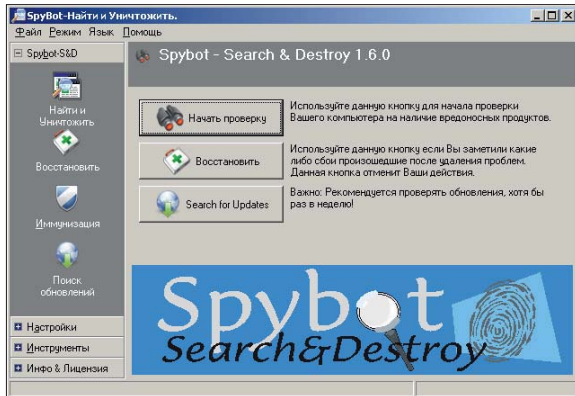 SpyBot-Найти и Уничтожить.
Файл Режим Язык Помощь
Spybot-S&D
Найти и
Уничтожить
Восстановить
Иммунизация
Поиск
обновлений
Настройки
Инструменты
Инфо & Лицензия
Spybot - Search & Destroy 1.6.0
Начать проверку
Используйте данную кнопку для начала проверки
Вашего компьютера на наличие вредоносных продуктов.
Восстановить
Используйте данную кнопку если Вы заметили какие
либо сбои произошедшие после удаления проблем.
Данная кнопка отменит Ваши действия.
Search for Updates
Важно: Рекомендуется проверять обновления, хотя бы
раз в неделю!
Spybot
Search&Destroy